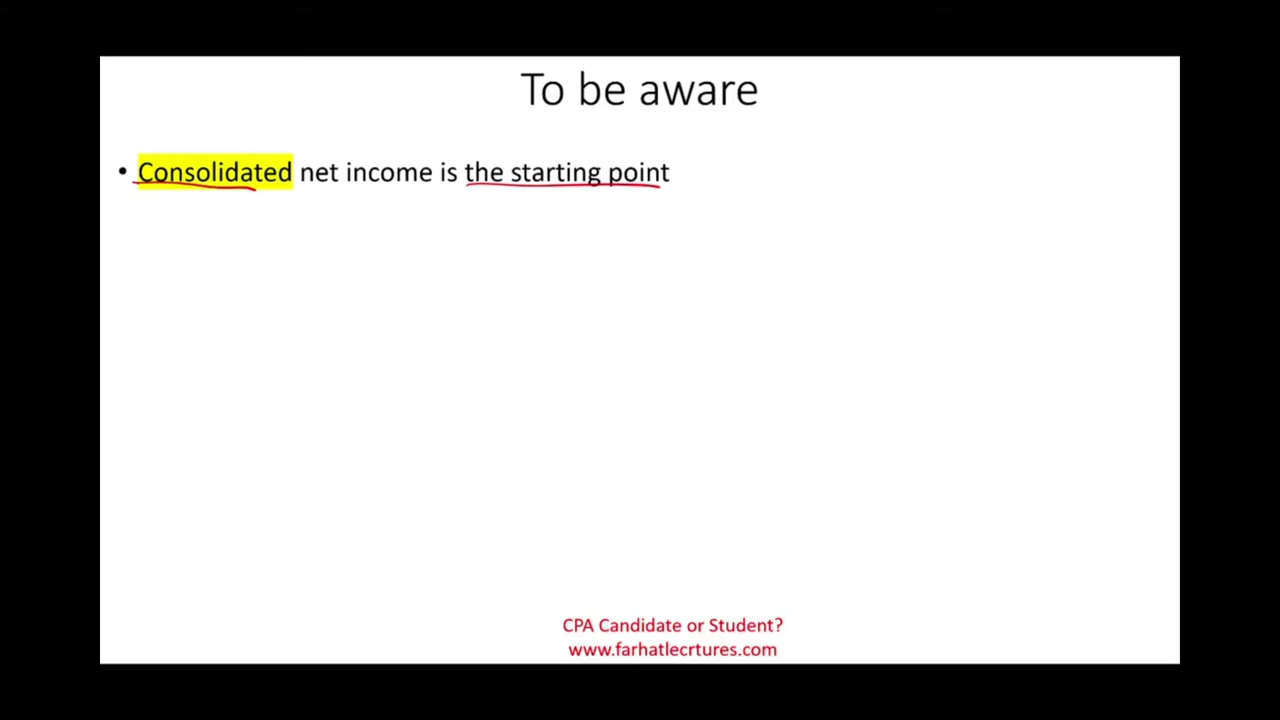 To be aware
• Consolidated net income is the starting point
CPA Candidate or Student?
www.farhatlecrtures.com